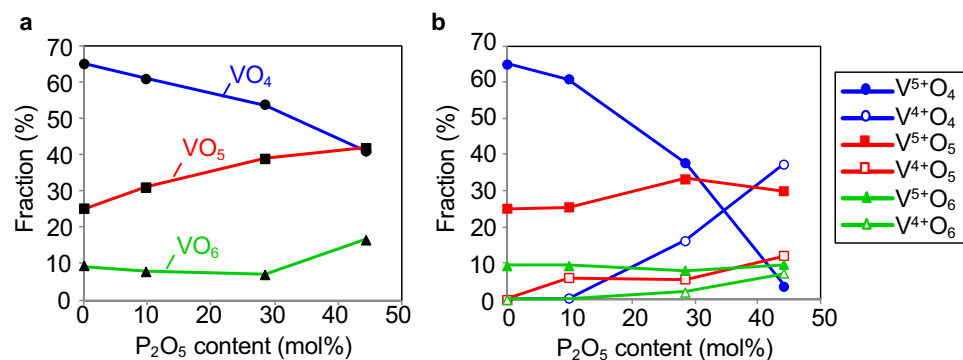 a
70
60
50
40
30
20
10
0
Fraction (%)
VO₄
VO₅
VO₆
0 10 20 30 40 50
P₂O₅ content (mol%)
b
70
60
50
40
30
20
10
0
Fraction (%)
0 10 20 30 40 50
P₂O₅ content (mol%)
V⁵⁺O₄
V⁴⁺O₄
V⁵⁺O₅
V⁴⁺O₅
V⁵⁺O₆
V⁴⁺O₆